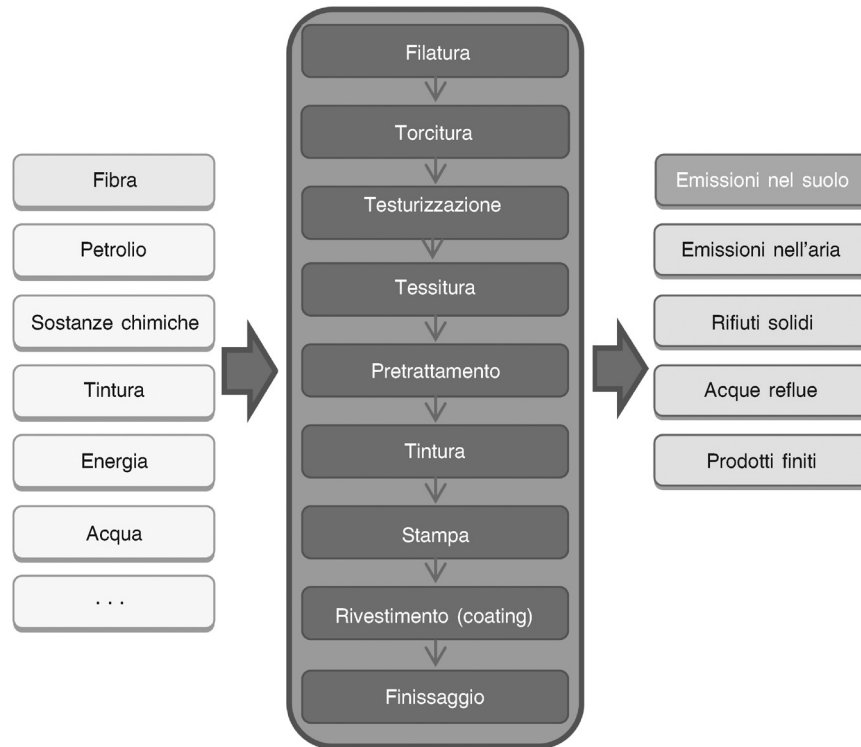 Fibra
Petrolio
Sostanze chimiche
Tintura
Energia
Acqua
. . .
Filatura
Torcitura
Testurizzazione
Tessitura
Pretrattamento
Tintura
Stampa
Rivestimento (coating)
Finissaggio
Emissioni nel suolo
Emissioni nell'aria
Rifiuti solidi
Acque reflue
Prodotti finiti